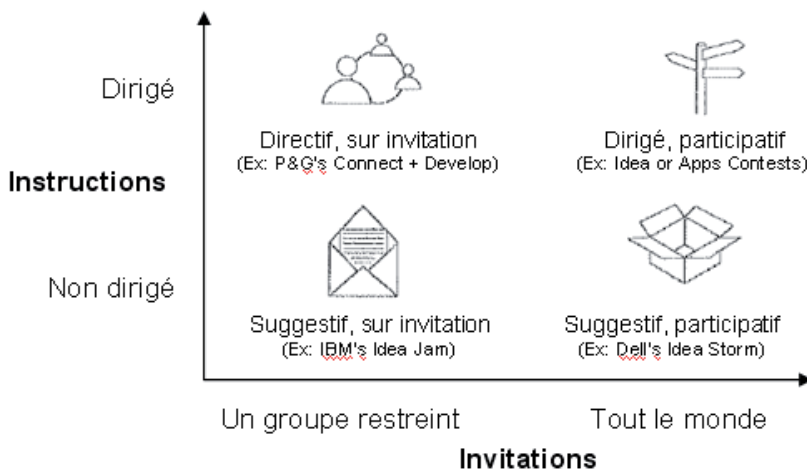 Dirigé
Directif, sur invitation
(Ex: P&G's Connect + Develop)
Dirigé, participatif
(Ex: Idea or Apps Contests)
Instructions
Non dirigé
Suggestif, sur invitation
(Ex: IBM's Idea Jam)
Suggestif, participatif
(Ex: Dell's Idea Storm)
Un groupe restreint
Tout le monde
Invitations